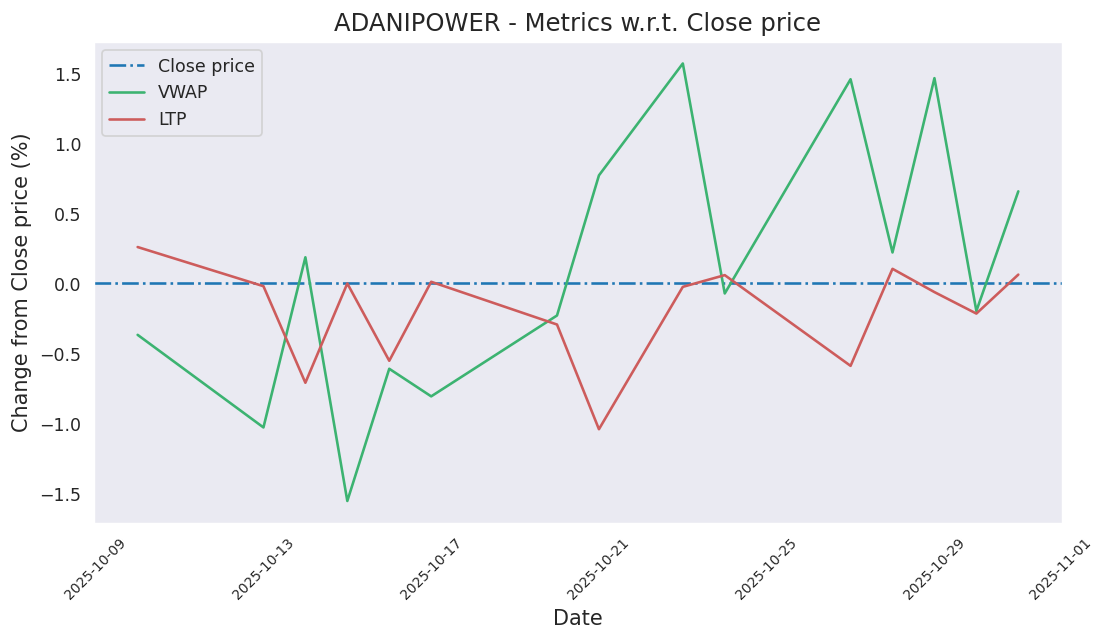 ADANIPOWER - Metrics w.r.t. Close price
Close price
VWAP
LTP
Change from Close price (%)
1.5
1.0
0.5
0.0
−0.5
−1.0
−1.5
2025-10-09
2025-10-13
2025-10-17
2025-10-21
2025-10-25
2025-10-29
2025-11-01
Date